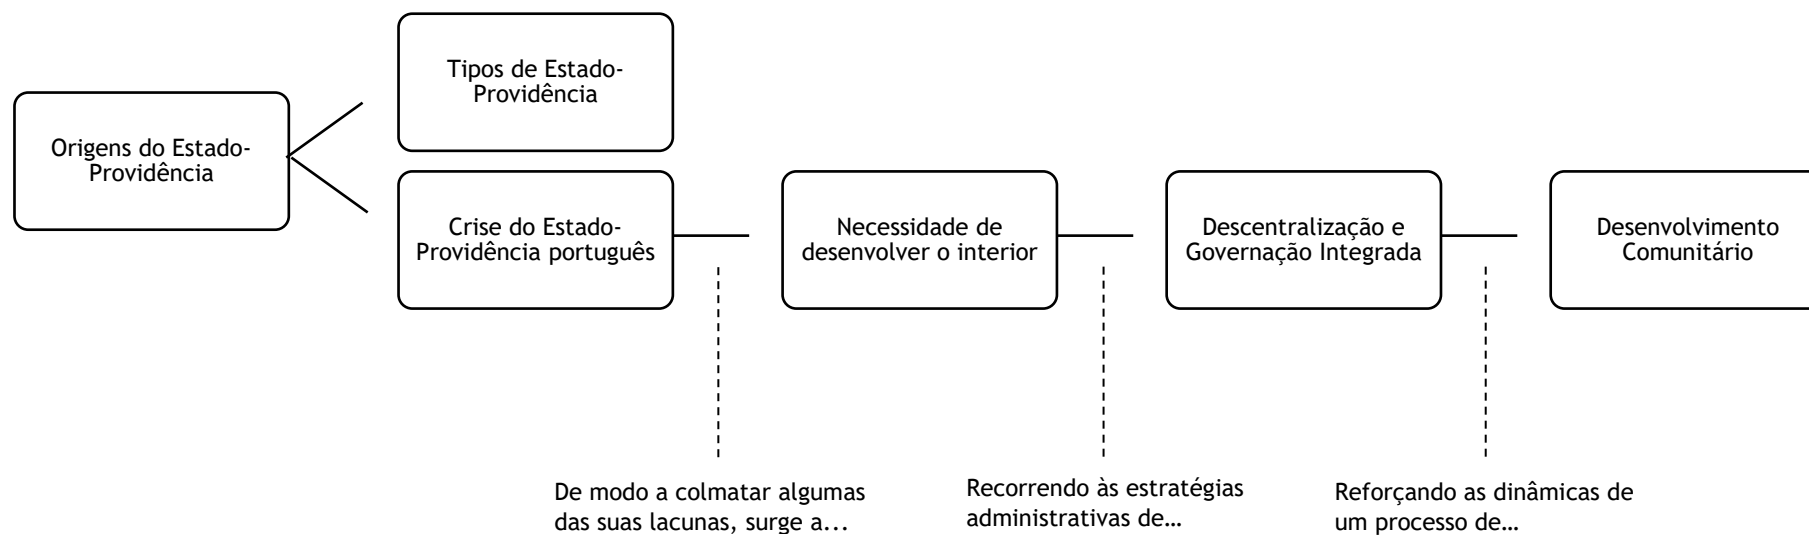 Tipos de Estado-
Providência
Origens do Estado-
Providência
Crise do Estado-
Providência português
Necessidade de
desenvolver o interior
Descentralização e
Governação Integrada
Desenvolvimento
Comunitário
De modo a colmatar algumas
das suas lacunas, surge a...
Recorrendo às estratégias
administrativas de…
Reforçando as dinâmicas de
um processo de…